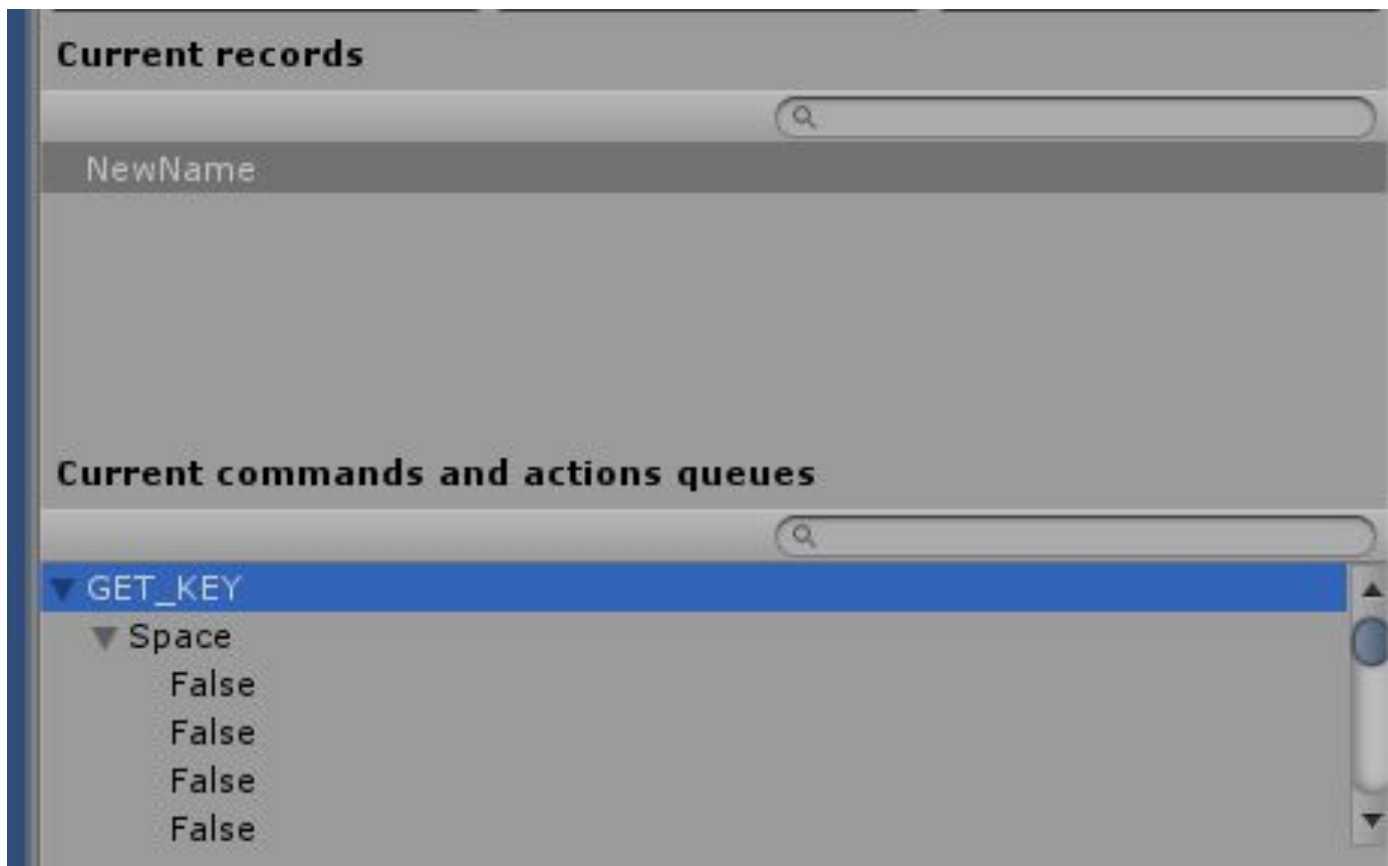 Current records
NewName
Current commands and actions queues
GET_KEY
Space
False
False
False
False